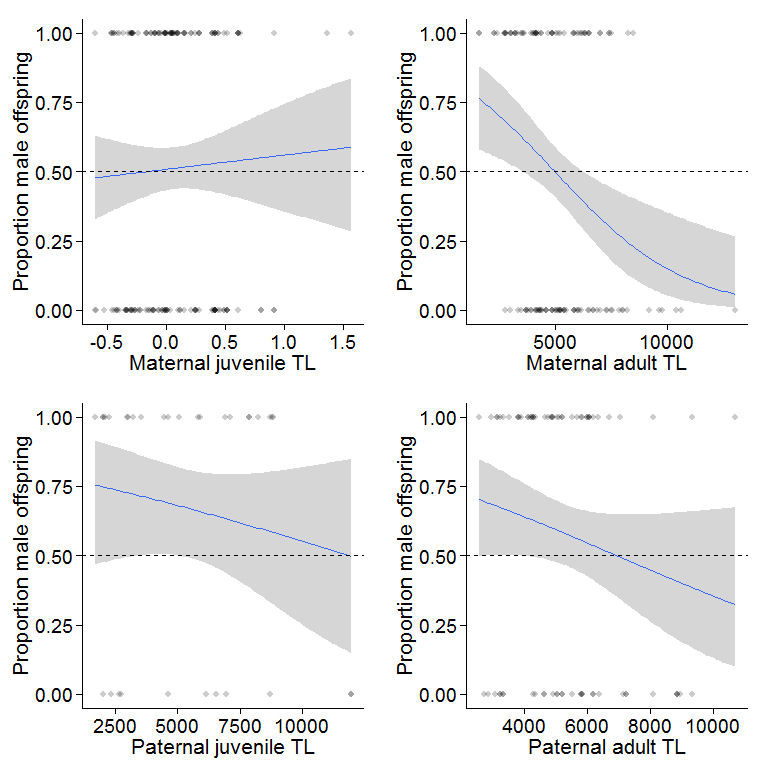 Proportion male offspring
1.00
0.75
0.50
0.25
0.00
-0.5 0.0 0.5 1.0 1.5
Maternal juvenile TL
Proportion male offspring
1.00
0.75
0.50
0.25
0.00
5000 10000
Maternal adult TL
Proportion male offspring
1.00
0.75
0.50
0.25
0.00
2500 5000 7500 10000
Paternal juvenile TL
Proportion male offspring
1.00
0.75
0.50
0.25
0.00
4000 6000 8000 10000
Paternal adult TL